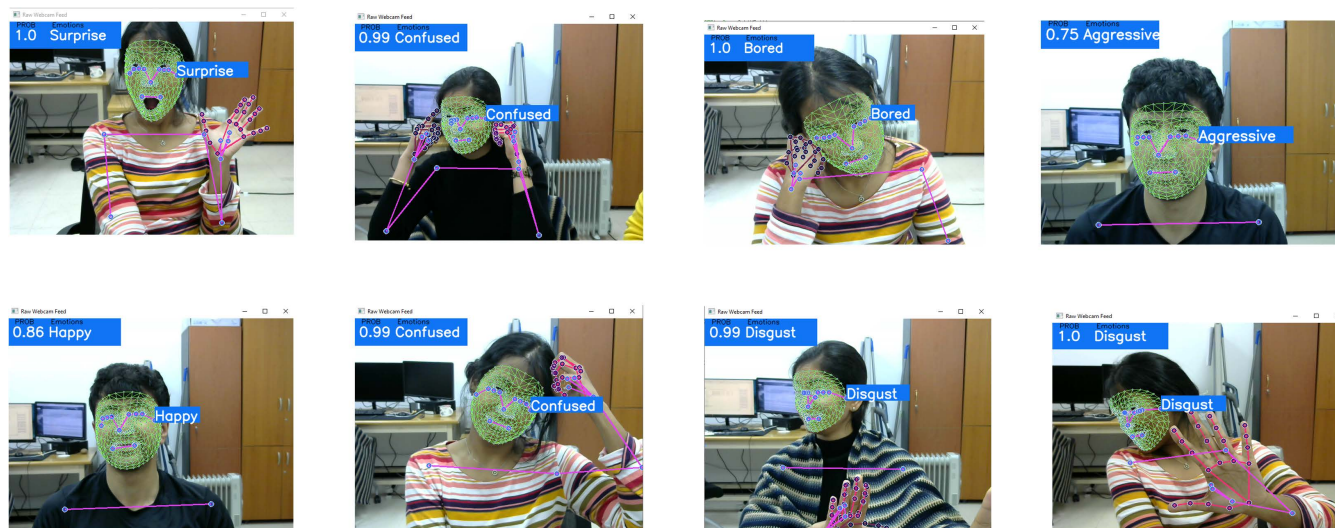 Raw Webcam Feed
PROB Emotions
1.0 Surprise
Surprise
Raw Webcam Feed
PROB Emotions
0.99 Confused
Confused
Raw Webcam Feed
PROB Emotions
1.0 Bored
Bored
Raw Webcam Feed
PROB Emotions
0.75 Aggressive
Aggressive
Raw Webcam Feed
PROB Emotions
0.86 Happy
Happy
Raw Webcam Feed
PROB Emotions
0.99 Confused
Confused
Raw Webcam Feed
PROB Emotions
0.99 Disgust
Disgust
Raw Webcam Feed
PROB Emotions
1.0 Disgust
Disgust